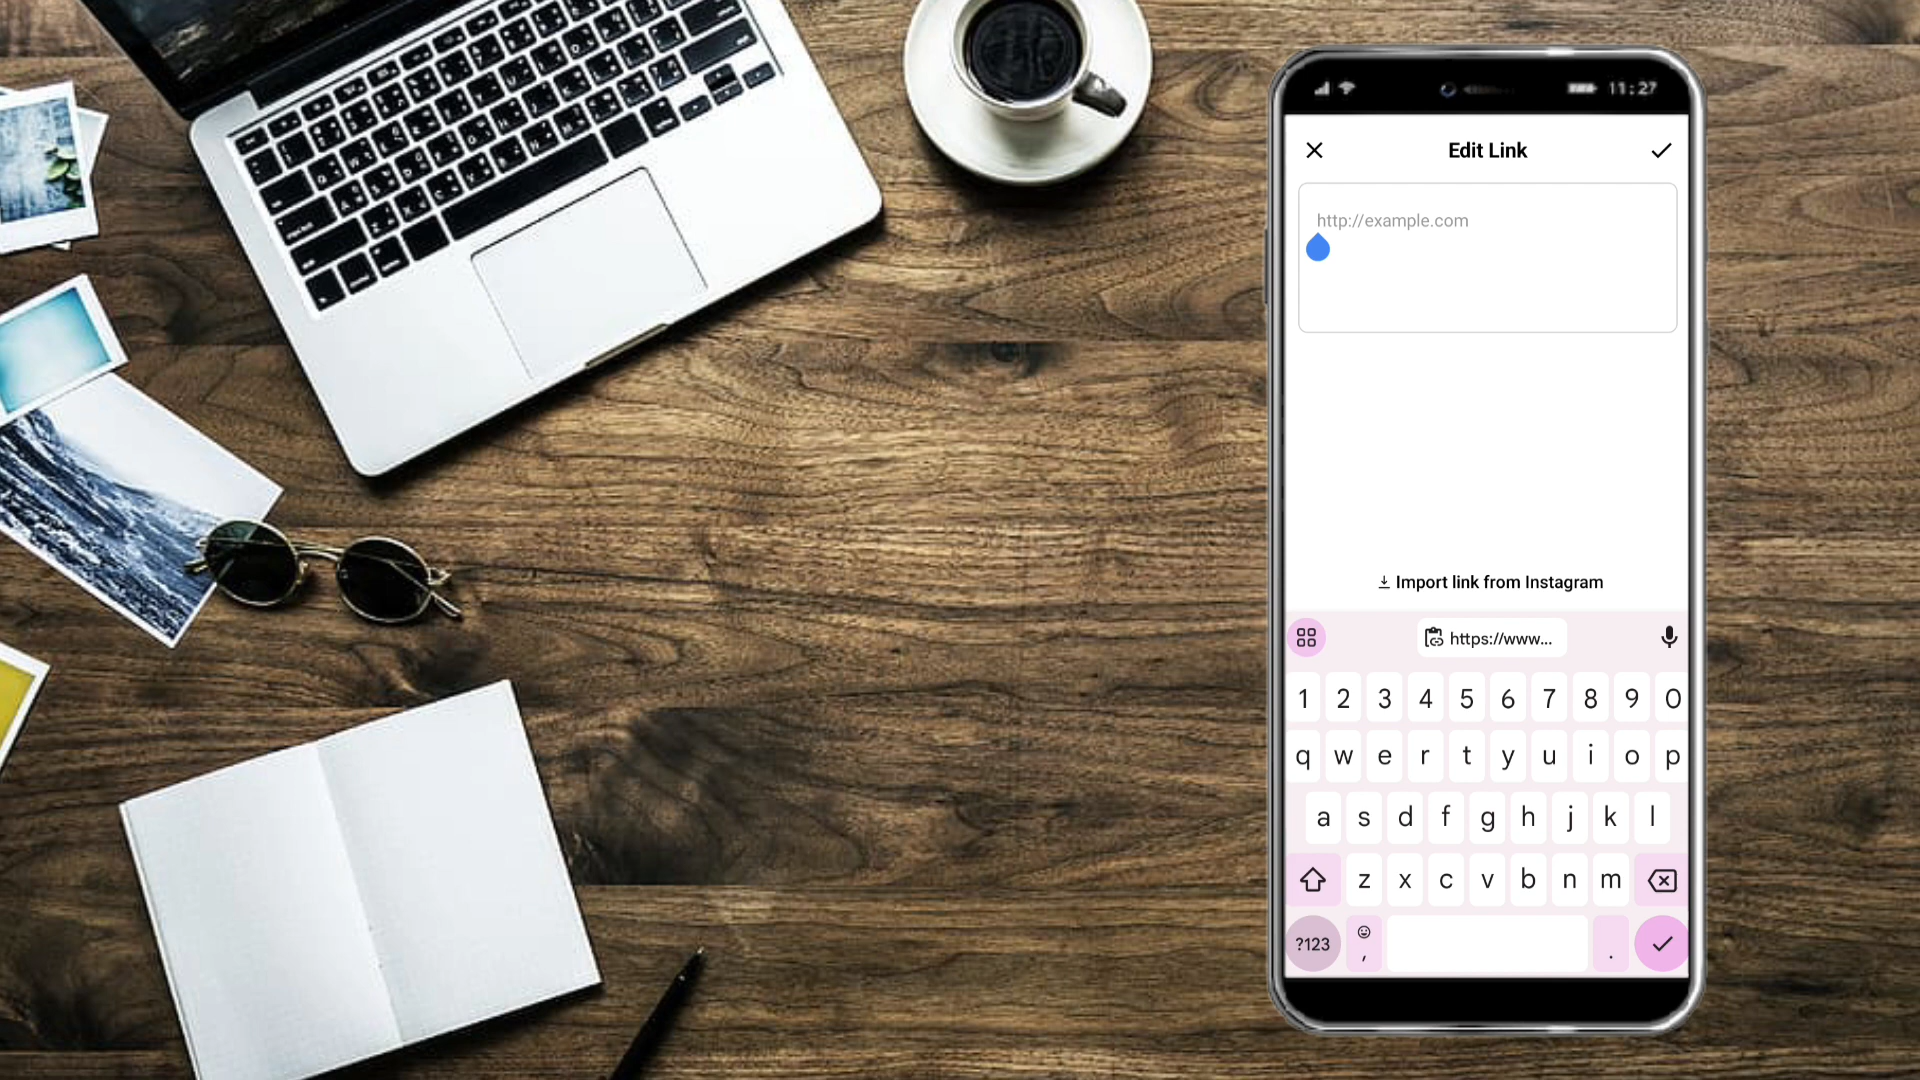 11:27
Edit Link
http://example.com
Import link from Instagram
https://www...
1 2 3 4 5 6 7 8 9 0
q w e r t y u i o p
a s d f g h j k l
z x c v b n m
?123 , .